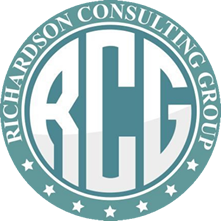 RICHARDSON CONSULTING GROUP
RCG